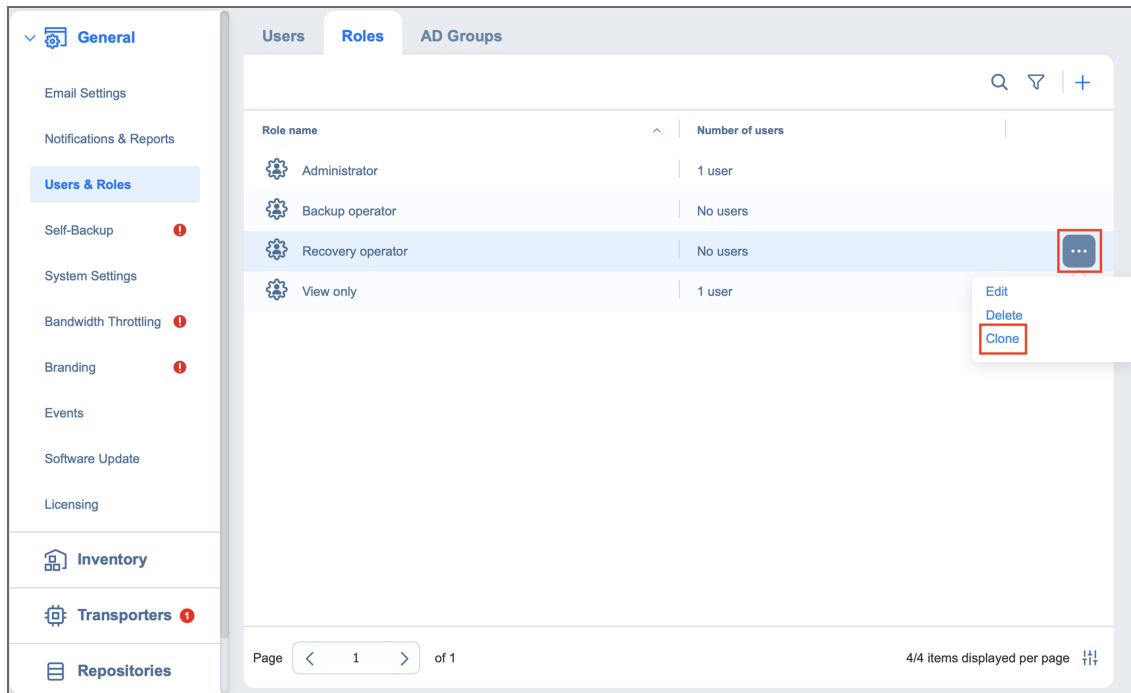 General
Email Settings
Notifications & Reports
Users & Roles
Self-Backup
System Settings
Bandwidth Throttling
Branding
Events
Software Update
Licensing
Inventory
Transporters 1
Repositories
Users Roles AD Groups
Role name Number of users
Administrator 1 user
Backup operator No users
Recovery operator No users
View only 1 user
Edit
Delete
Clone
Page 1 of 1 4/4 items displayed per page